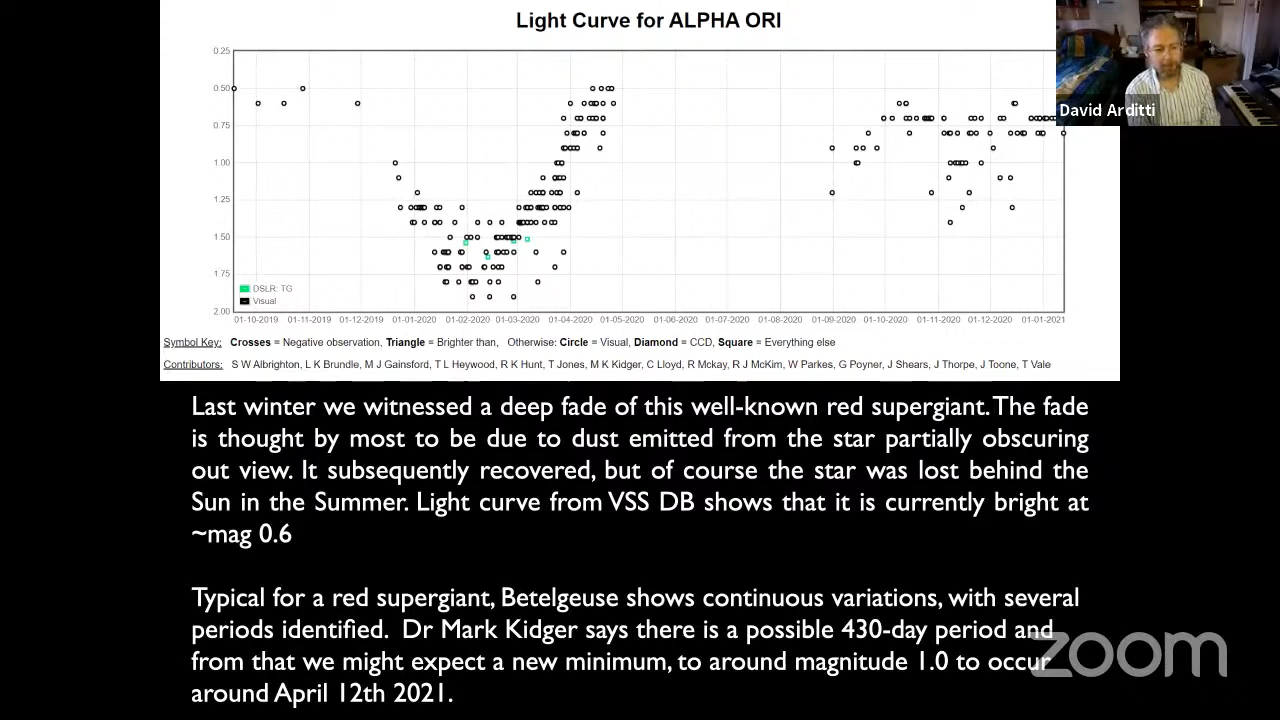 Light Curve for ALPHA ORI
David Arditti
0.25
0.50
0.75
1.00
1.25
1.50
1.75
2.00
DSLR: TG
Visual
01-10-2019 01-11-2019 01-12-2019 01-01-2020 01-02-2020 01-03-2020 01-04-2020 01-05-2020 01-06-2020 01-07-2020 01-08-2020 01-09-2020 01-10-2020 01-11-2020 01-12-2020 01-01-2021
Symbol Key: Crosses = Negative observation, Triangle = Brighter than, Otherwise: Circle = Visual, Diamond = CCD, Square = Everything else
Contributors: S W Albrighton, L K Brundle, M J Gainsford, T L Heywood, R K Hunt, T Jones, M K Kidger, C Lloyd, R Mckay, R J McKim, W Parkes, G Poyner, J Shears, J Thorpe, J Toone, T Vale
Last winter we witnessed a deep fade of this well-known red supergiant. The fade
is thought by most to be due to dust emitted from the star partially obscuring
out view. It subsequently recovered, but of course the star was lost behind the
Sun in the Summer. Light curve from VSS DB shows that it is currently bright at
~mag 0.6
Typical for a red supergiant, Betelgeuse shows continuous variations, with several
periods identified. Dr Mark Kidger says there is a possible 430-day period and
from that we might expect a new minimum, to around magnitude 1.0 to occur
around April 12th 2021.
zoom